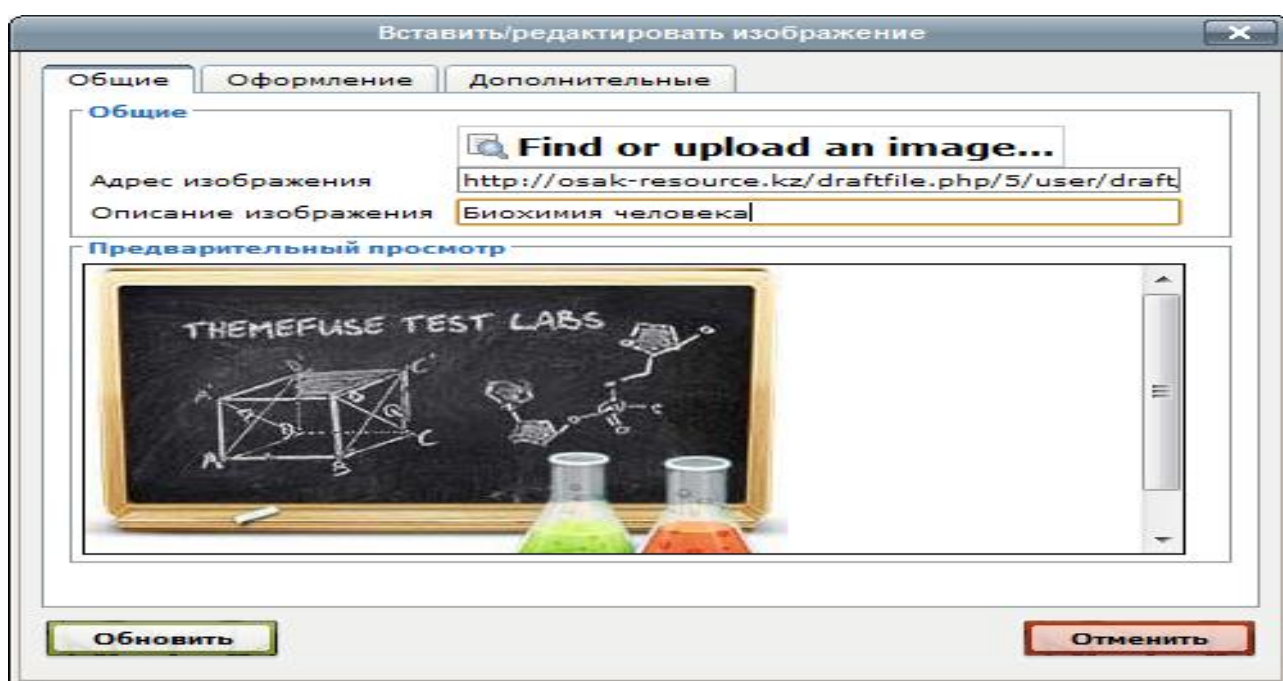 Вставить/редактировать изображение
Общие Оформление Дополнительные
Общие
Find or upload an image...
Адрес изображения http://osak-resource.kz/draftfile.php/5/user/draft
Описание изображения Биохимия человека
Предварительный просмотр
THEMEFUSE TEST LABS
C'
A'
B
C
A
B
Обновить Отменить